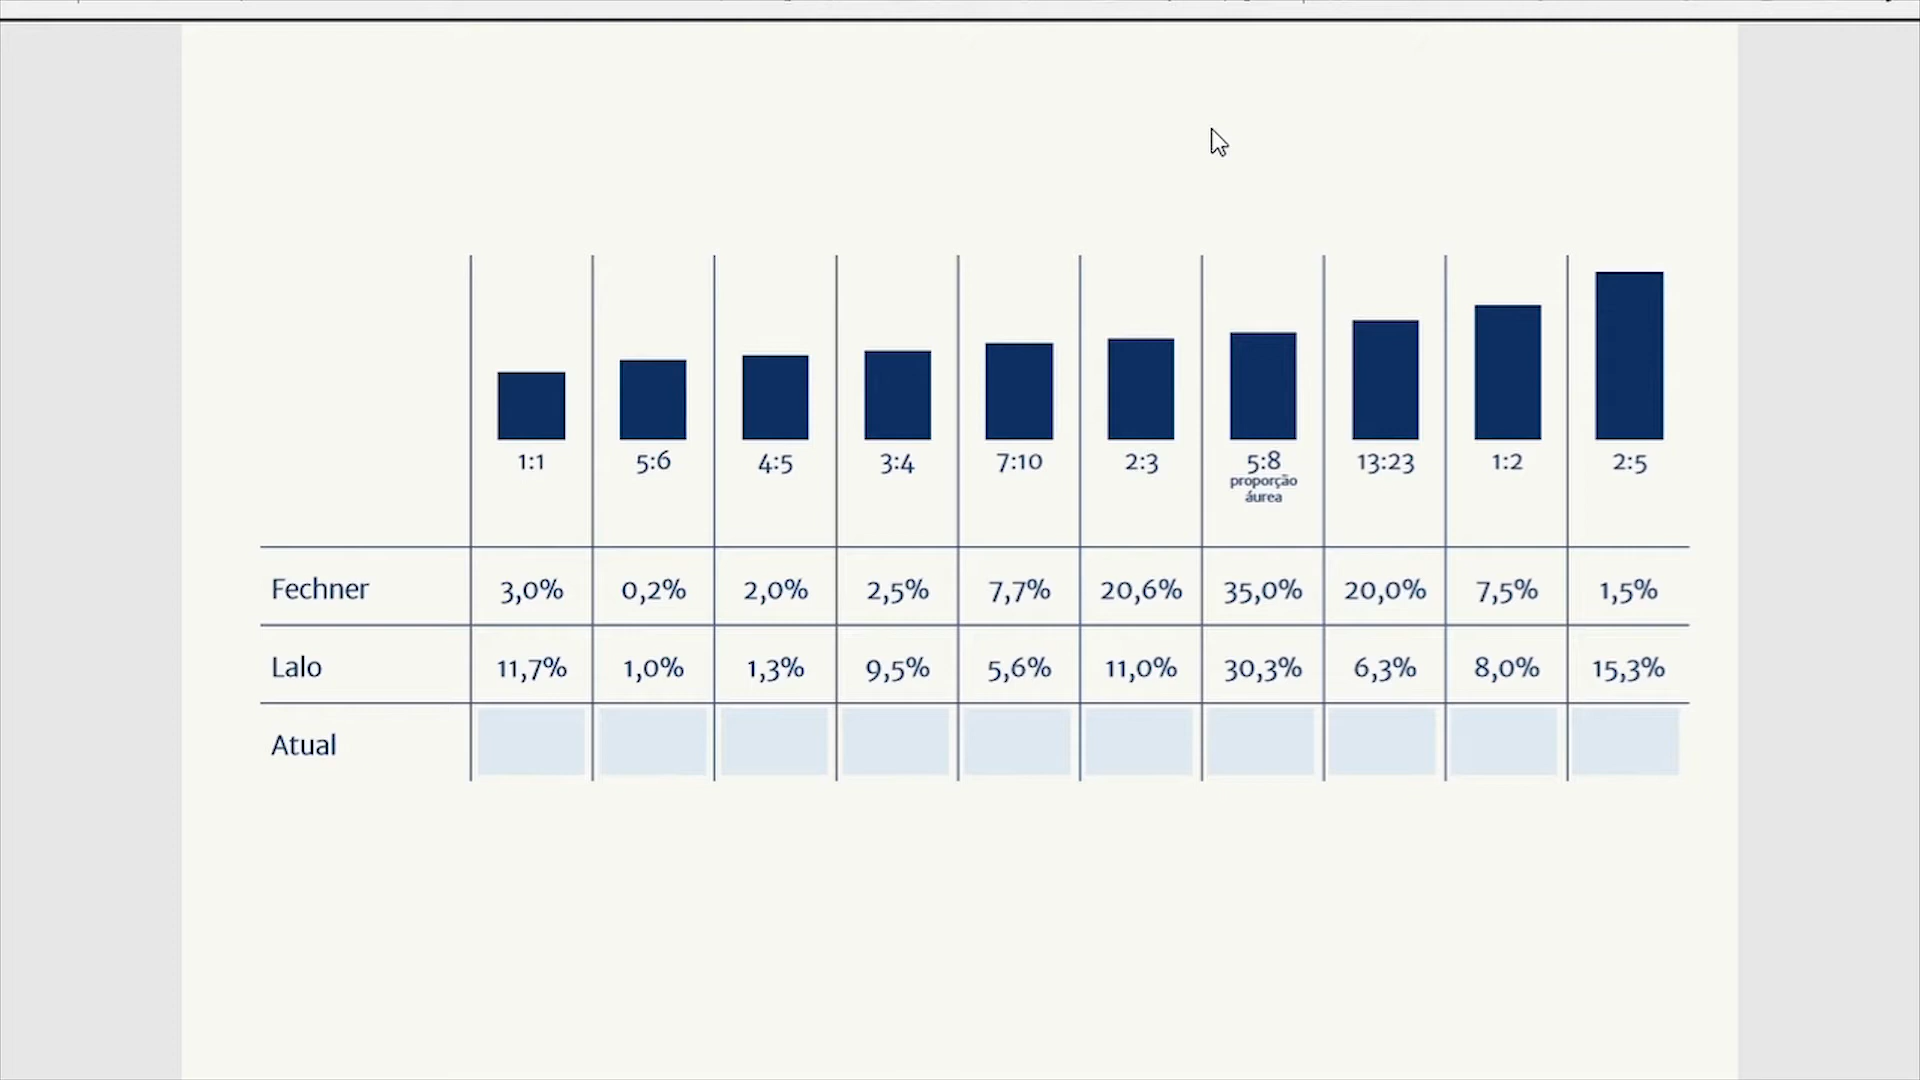 1:1 5:6 4:5 3:4 7:10 2:3 5:8 13:23 1:2 2:5
proporção
áurea
Fechner 3,0% 0,2% 2,0% 2,5% 7,7% 20,6% 35,0% 20,0% 7,5% 1,5%
Lalo 11,7% 1,0% 1,3% 9,5% 5,6% 11,0% 30,3% 6,3% 8,0% 15,3%
Atual